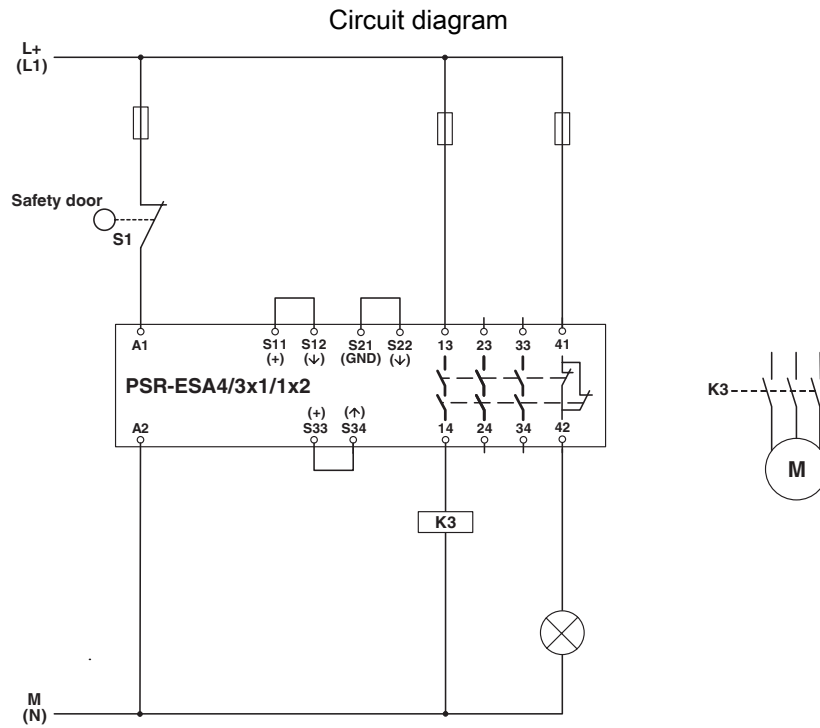 Circuit diagram
L+
(L1)
Safety door
S1
A1 S11 S12 S21 S22 13 23 33 41
(+) (↓) (GND) (↓)
PSR-ESA4/3x1/1x2
K3
(+) (↑)
A2 S33 S34 14 24 34 42
M
K3
M
(N)